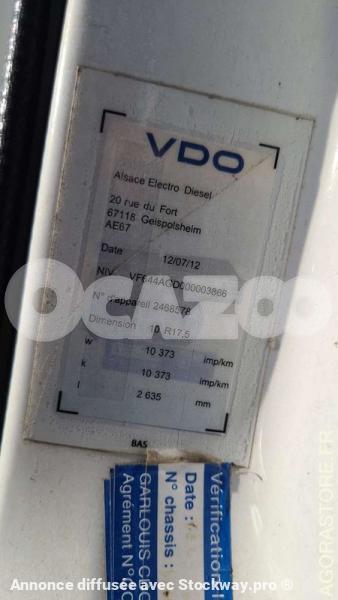 VDO
Alsace Electro Diesel
20 rue du Fort
67118 Geispolsheim
AE67
Date 12/07/12
NIV VF644ACD000003866
N° d'appareil 2468578
Dimension 10 R17.5
w 10 373 imp/km
k 10 373 imp/km
l 2 635 mm
BAS
Vérification
Date :
N° chassis :
GARLOUIS
Agrément N°
OCAZOO
AGORASTORE.FR
Annonce diffusée avec Stockway.pro ®